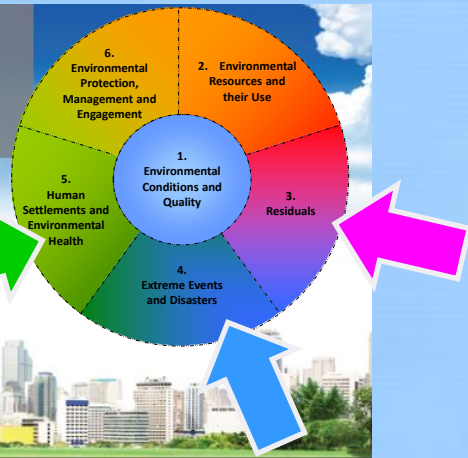 6.
Environmental
Protection,
Management and
Engagement
2. Environmental
Resources and
their Use
1.
Environmental
Conditions and
Quality
3.
Residuals
5.
Human
Settlements and
Environmental
Health
4.
Extreme Events
and Disasters